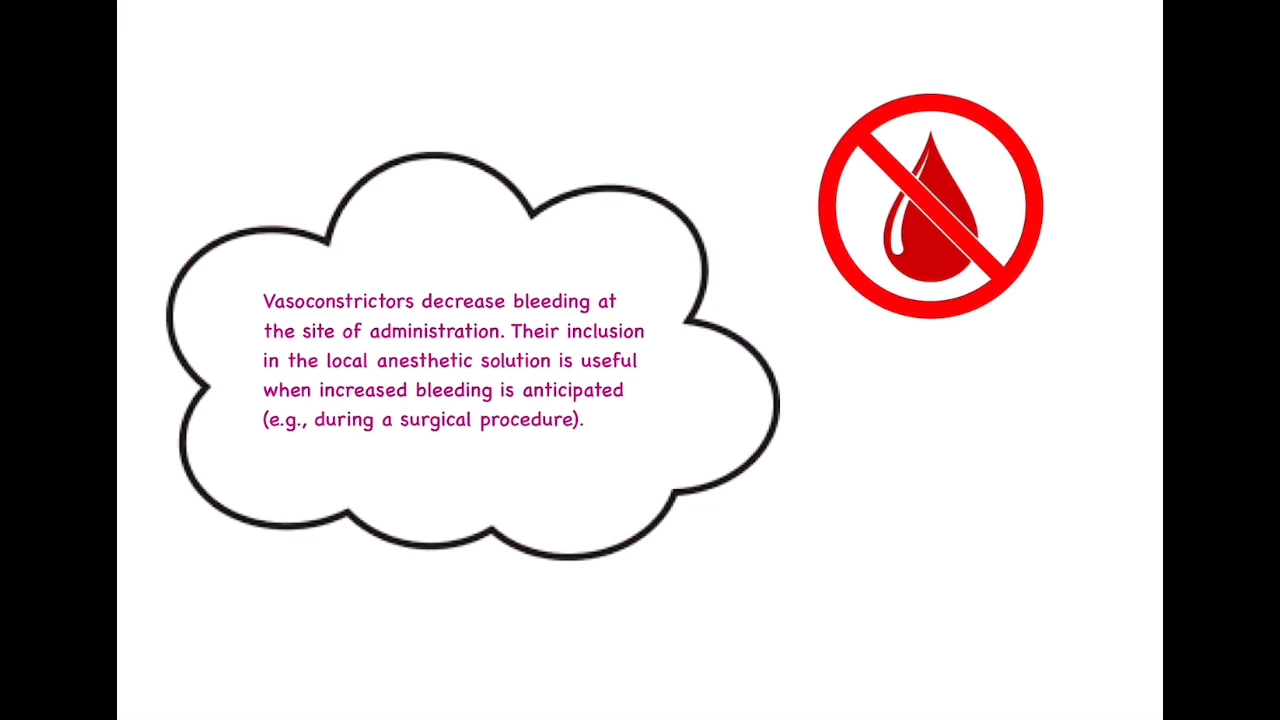 Vasoconstrictors decrease bleeding at
the site of administration. Their inclusion
in the local anesthetic solution is useful
when increased bleeding is anticipated
(e.g., during a surgical procedure).